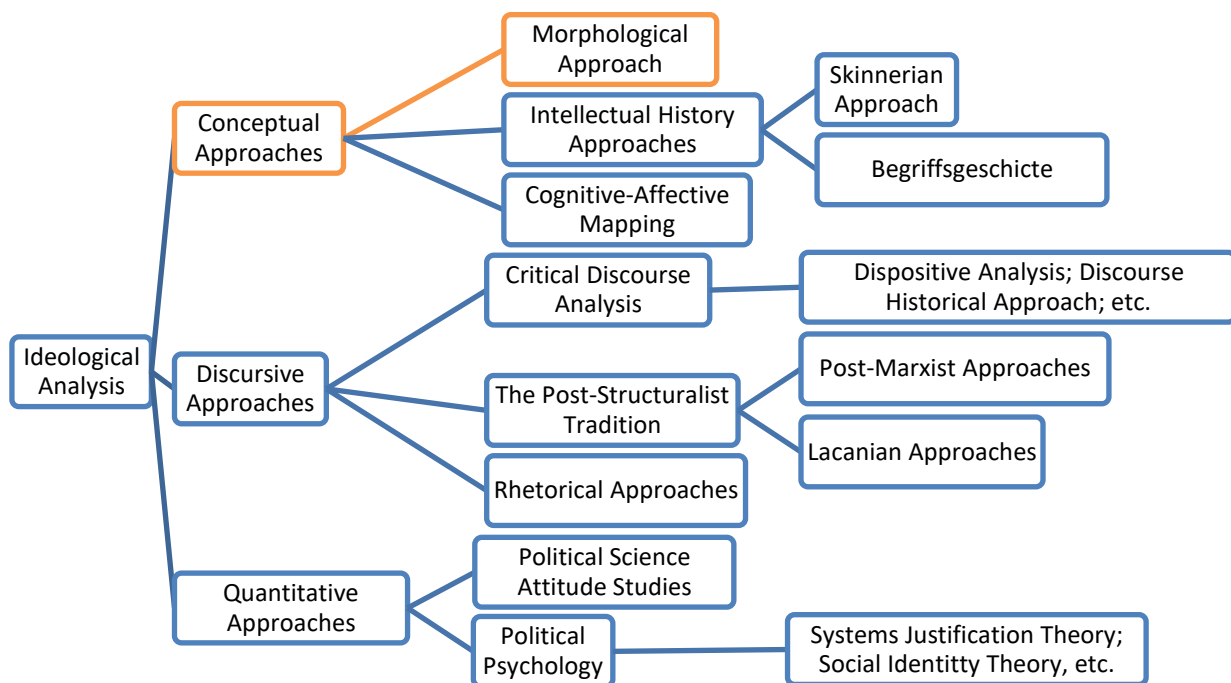 Morphological
Approach
Skinnerian
Approach
Conceptual
Approaches
Intellectual History
Approaches
Begriffsgeschicte
Cognitive-Affective
Mapping
Critical Discourse
Analysis
Dispositive Analysis; Discourse
Historical Approach; etc.
Ideological
Analysis
Discursive
Approaches
The Post-Structuralist
Tradition
Post-Marxist Approaches
Lacanian Approaches
Rhetorical Approaches
Quantitative
Approaches
Political Science
Attitude Studies
Political
Psychology
Systems Justification Theory;
Social Identitty Theory, etc.